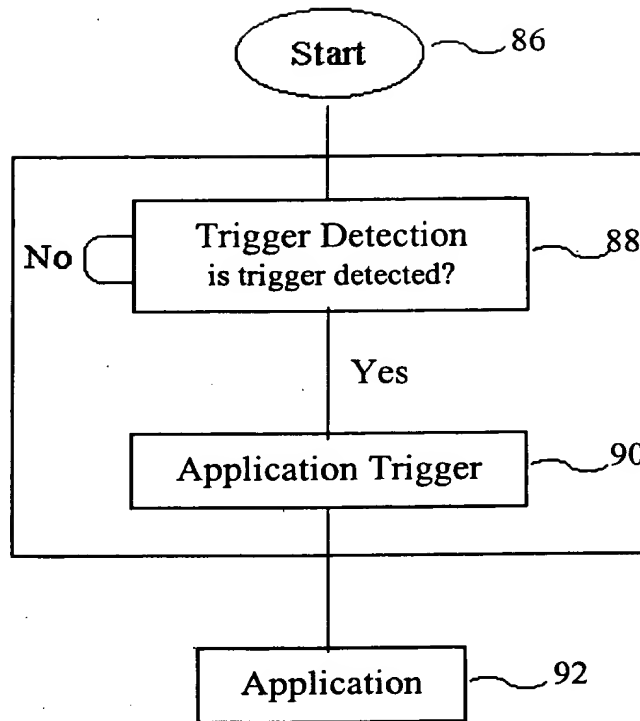 Start
86
Trigger Detection
is trigger detected?
88
No
Yes
Application Trigger
90
Application
92